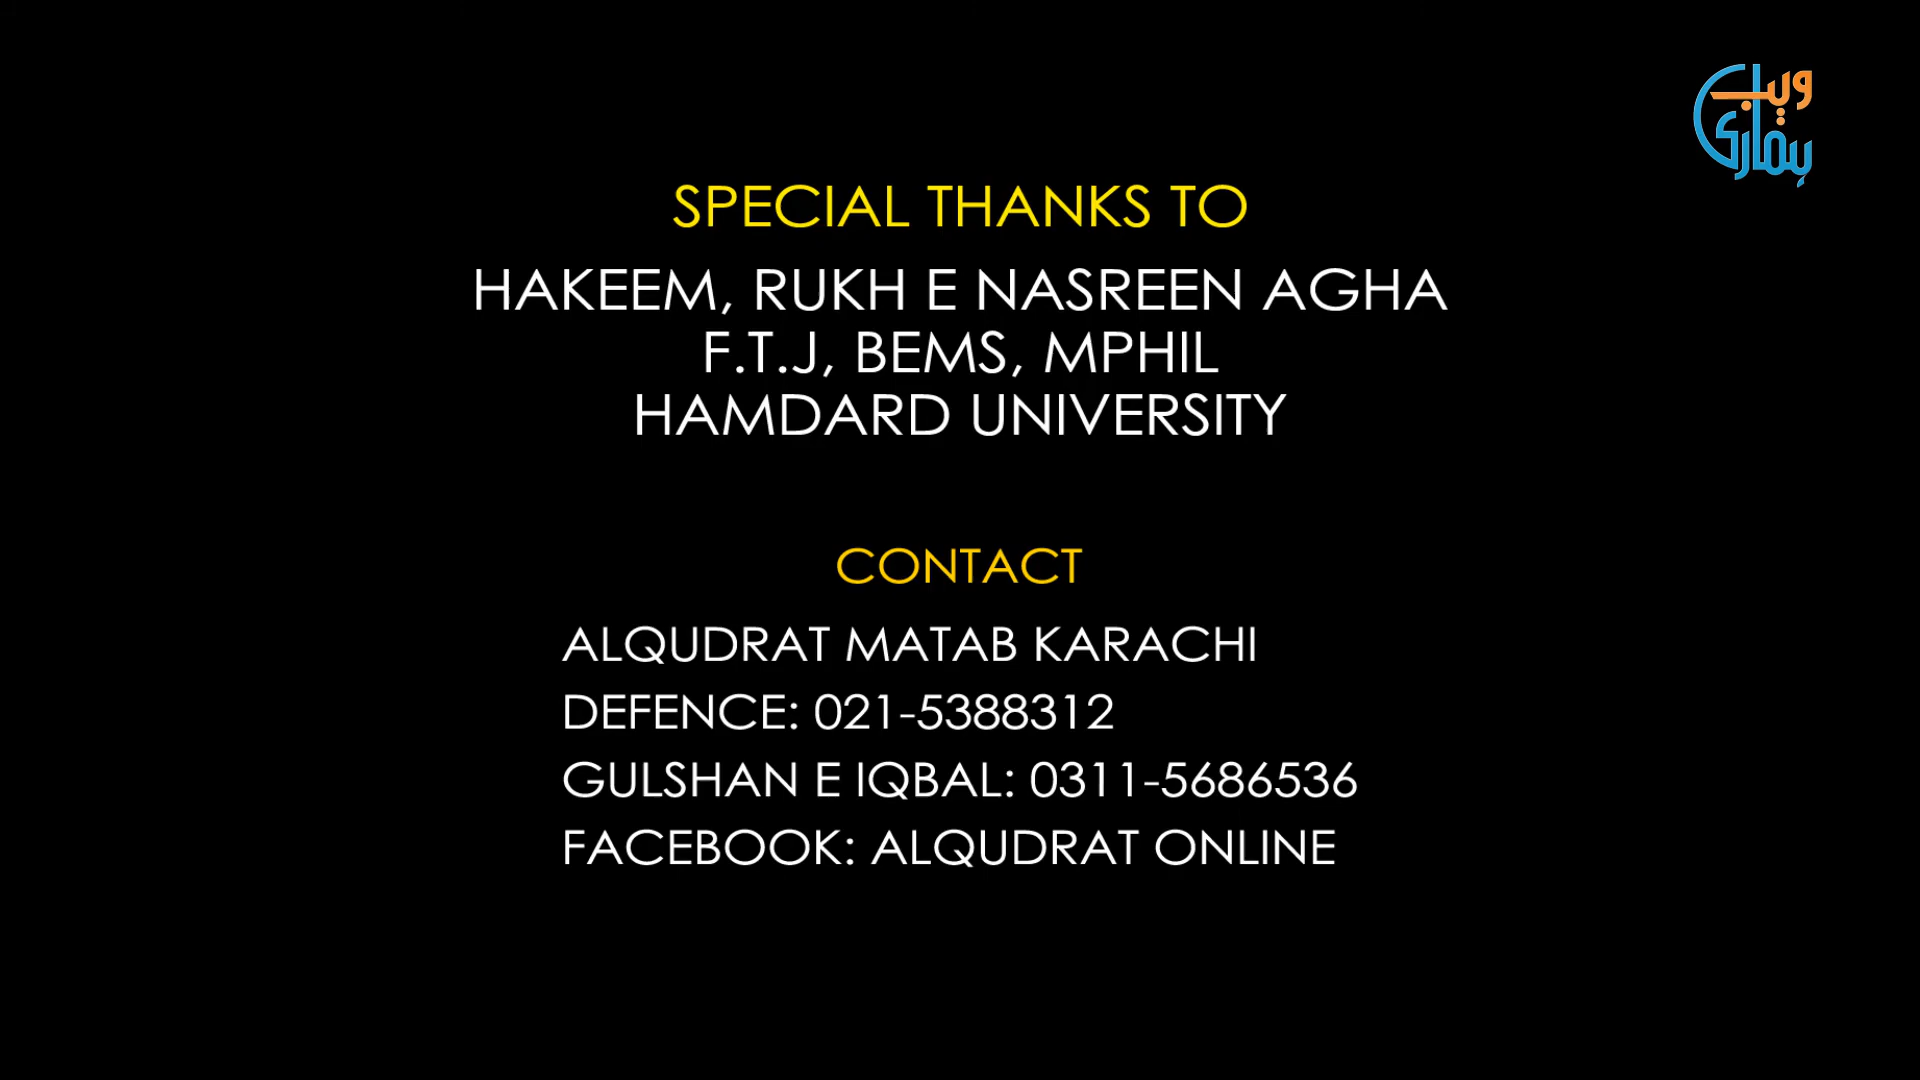 ہماری ویب
SPECIAL THANKS TO
HAKEEM, RUKH E NASREEN AGHA
F.T.J, BEMS, MPHIL
HAMDARD UNIVERSITY
CONTACT
ALQUDRAT MATAB KARACHI
DEFENCE: 021-5388312
GULSHAN E IQBAL: 0311-5686536
FACEBOOK: ALQUDRAT ONLINE